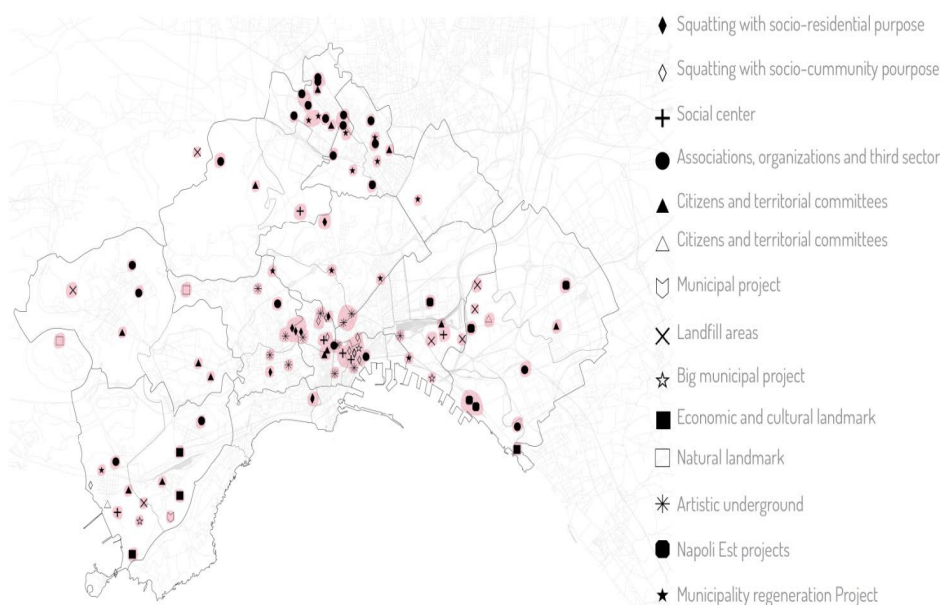 Squatting with socio-residential purpose
Squatting with socio-cummunity pourpose
Social center
Associations, organizations and third sector
Citizens and territorial committees
Citizens and territorial committees
Municipal project
Landfill areas
Big municipal project
Economic and cultural landmark
Natural landmark
Artistic underground
Napoli Est projects
Municipality regeneration Project